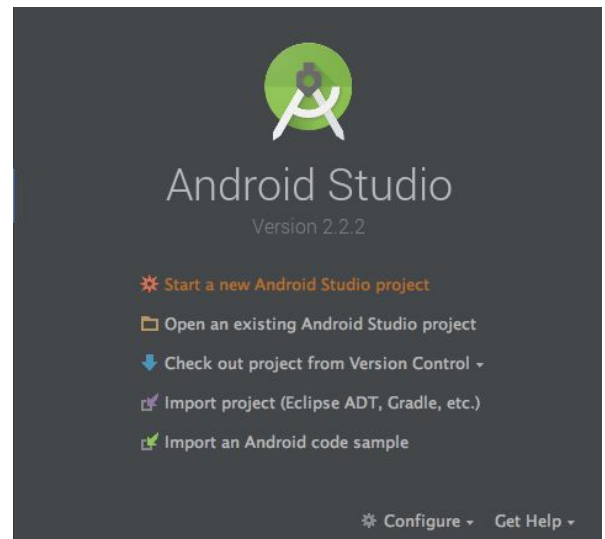 Android Studio
Version 2.2.2
Start a new Android Studio project
Open an existing Android Studio project
Check out project from Version Control
Import project (Eclipse ADT, Gradle, etc.)
Import an Android code sample
Configure Get Help